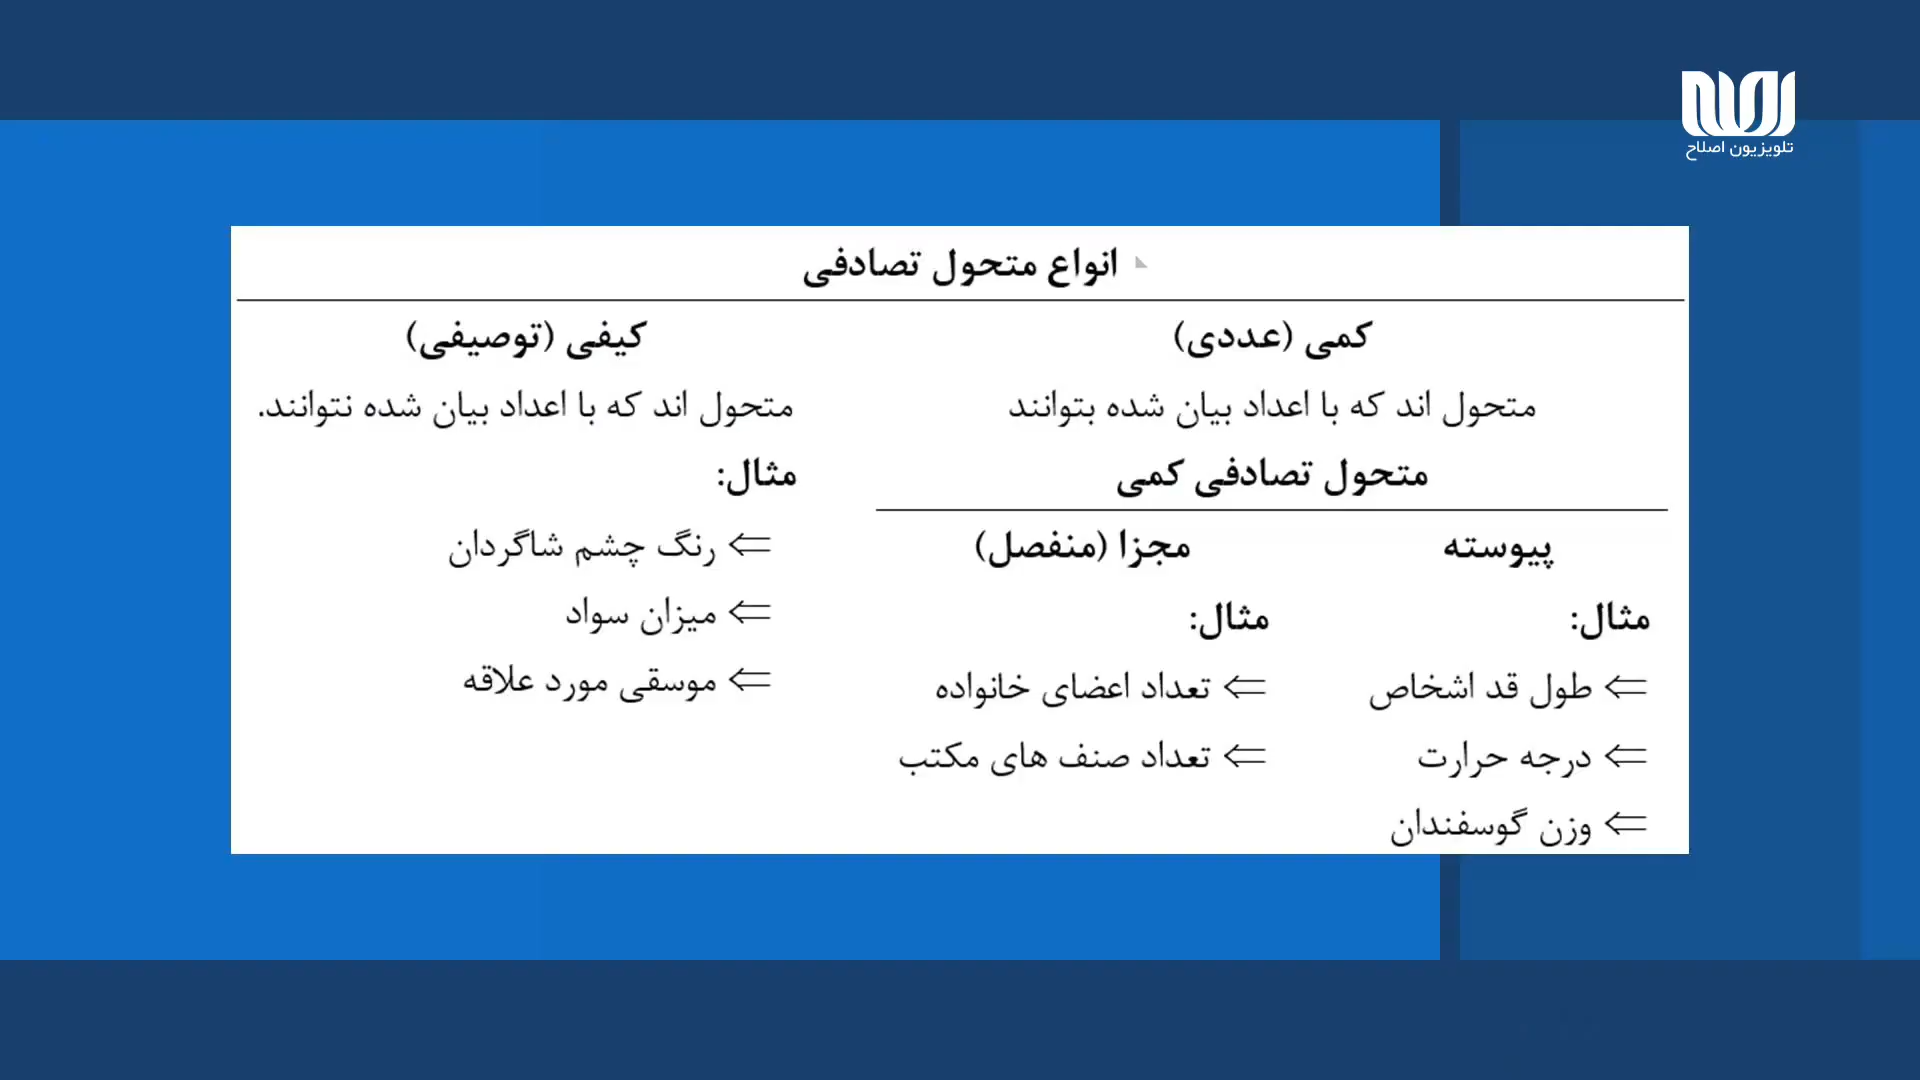 تلویزیون اصلاح
انواع متحول تصادفی
کمی (عددی)
متحول اند که با اعداد بیان شده بتوانند
متحول تصادفی کمی
پیوسته
مثال:
⇐ طول قد اشخاص
⇐ درجه حرارت
⇐ وزن گوسفندان
مجزا (منفصل)
مثال:
⇐ تعداد اعضای خانواده
⇐ تعداد صنف های مکتب
کیفی (توصیفی)
متحول اند که با اعداد بیان شده نتوانند.
مثال:
⇐ رنگ چشم شاگردان
⇐ میزان سواد
⇐ موسقی مورد علاقه